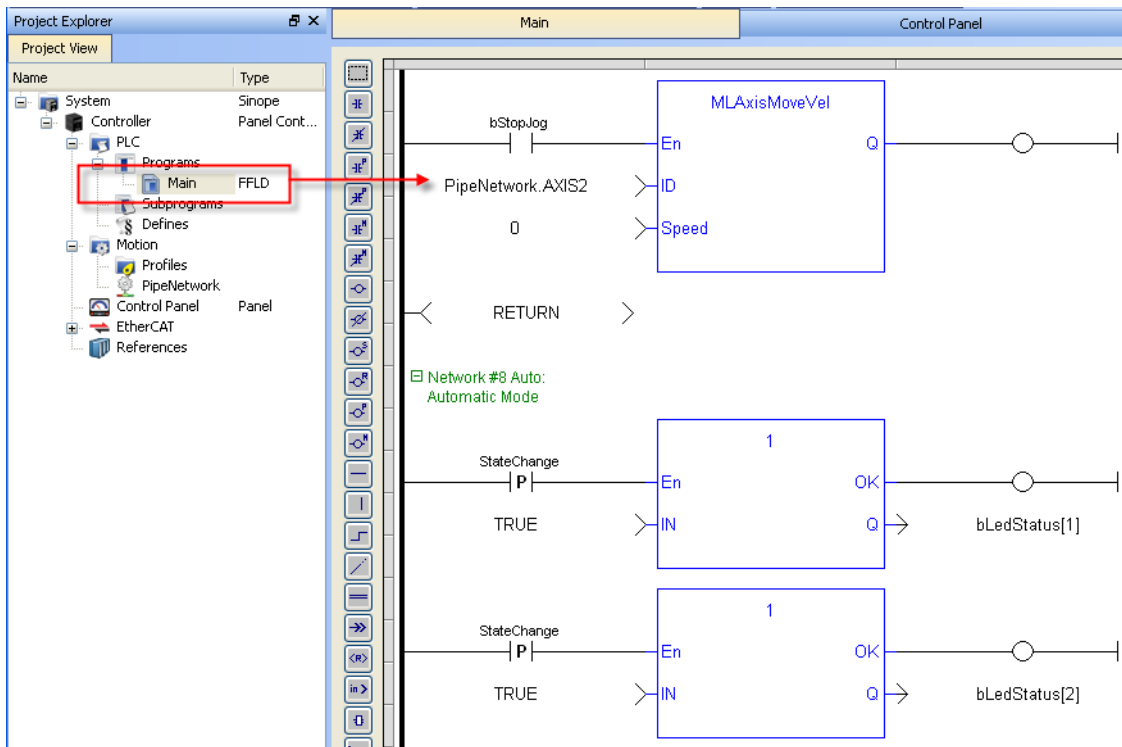 Project Explorer
Project View
Name Type
System Sinope
Controller Panel Cont...
PLC
Programs
Main FFLD
Subprograms
Defines
Motion
Profiles
PipeNetwork
Control Panel Panel
EtherCAT
References
Main Control Panel
P
P
N
N
S
R
P
N
<R>
in >
MLAxisMoveVel
bStopJog
En Q
PipeNetwork.AXIS2 ID
0 Speed
RETURN
Network #8 Auto:
Automatic Mode
1
StateChange
P En OK
TRUE IN Q bLedStatus[1]
1
StateChange
P En OK
TRUE IN Q bLedStatus[2]